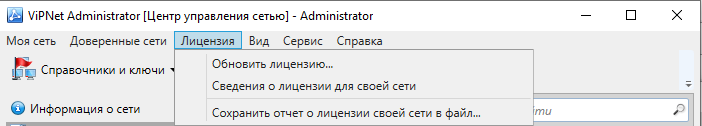 ViPNet Administrator [Центр управления сетью] - Administrator
Моя сеть Доверенные сети Лицензия Вид Сервис Справка
Справочники и ключи
Обновить лицензию...
Сведения о лицензии для своей сети
Информация о сети
Сохранить отчет о лицензии своей сети в файл...